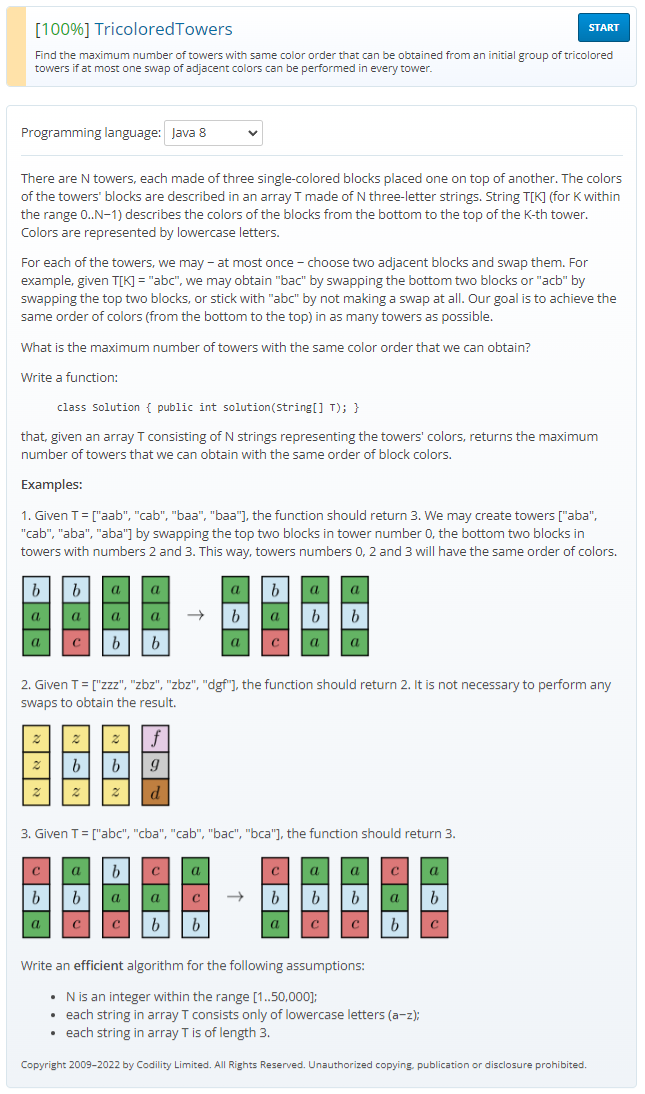 [100%] TricoloredTowers
START
Find the maximum number of towers with same color order that can be obtained from an initial group of tricolored
towers if at most one swap of adjacent colors can be performed in every tower.
Programming language: Java 8
There are N towers, each made of three single-colored blocks placed one on top of another. The colors
of the towers' blocks are described in an array T made of N three-letter strings. String T[K] (for K within
the range 0..N−1) describes the colors of the blocks from the bottom to the top of the K-th tower.
Colors are represented by lowercase letters.
For each of the towers, we may − at most once − choose two adjacent blocks and swap them. For
example, given T[K] = "abc", we may obtain "bac" by swapping the bottom two blocks or "acb" by
swapping the top two blocks, or stick with "abc" by not making a swap at all. Our goal is to achieve the
same order of colors (from the bottom to the top) in as many towers as possible.
What is the maximum number of towers with the same color order that we can obtain?
Write a function:
class Solution { public int solution(String[] T); }
that, given an array T consisting of N strings representing the towers' colors, returns the maximum
number of towers that we can obtain with the same order of block colors.
Examples:
1. Given T = ["aab", "cab", "baa", "baa"], the function should return 3. We may create towers ["aba",
"cab", "aba", "aba"] by swapping the top two blocks in tower number 0, the bottom two blocks in
towers with numbers 2 and 3. This way, towers numbers 0, 2 and 3 will have the same order of colors.
b b a a a b a a
a a a a → b a b b
a c b b a c a a
2. Given T = ["zzz", "zbz", "zbz", "dgf"], the function should return 2. It is not necessary to perform any
swaps to obtain the result.
z z z f
z b b g
z z z d
3. Given T = ["abc", "cba", "cab", "bac", "bca"], the function should return 3.
c a b c a c a a c a
b b a a c → b b b a b
a c c b b a c c b c
Write an efficient algorithm for the following assumptions:
• N is an integer within the range [1..50,000];
• each string in array T consists only of lowercase letters (a−z);
• each string in array T is of length 3.
Copyright 2009–2022 by Codility Limited. All Rights Reserved. Unauthorized copying, publication or disclosure prohibited.